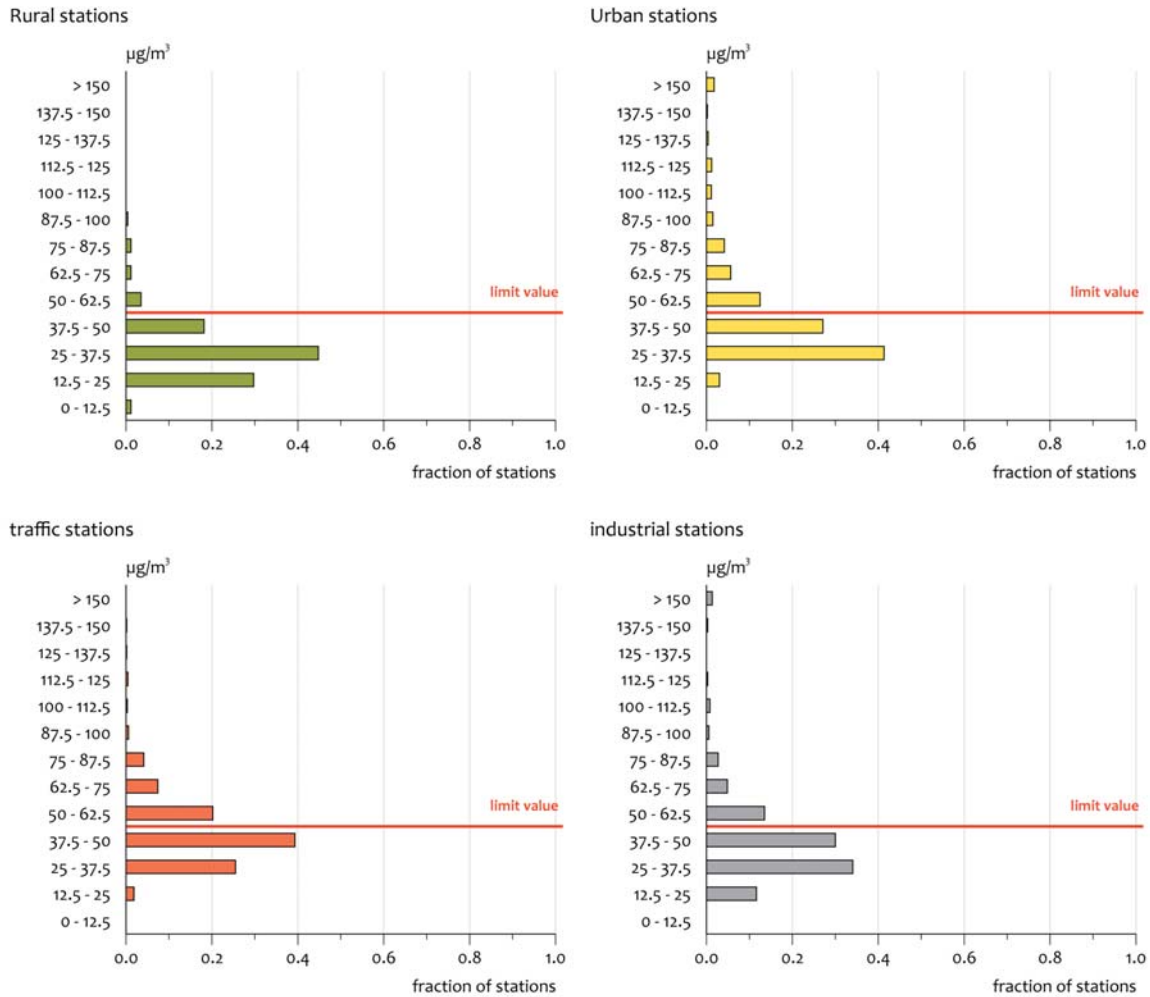 Rural stations
µg/m³
> 150
137.5 - 150
125 - 137.5
112.5 - 125
100 - 112.5
87.5 - 100
75 - 87.5
62.5 - 75
50 - 62.5
limit value
37.5 - 50
25 - 37.5
12.5 - 25
0 - 12.5
0.0 0.2 0.4 0.6 0.8 1.0
fraction of stations
Urban stations
µg/m³
> 150
137.5 - 150
125 - 137.5
112.5 - 125
100 - 112.5
87.5 - 100
75 - 87.5
62.5 - 75
50 - 62.5
limit value
37.5 - 50
25 - 37.5
12.5 - 25
0 - 12.5
0.0 0.2 0.4 0.6 0.8 1.0
fraction of stations
traffic stations
µg/m³
> 150
137.5 - 150
125 - 137.5
112.5 - 125
100 - 112.5
87.5 - 100
75 - 87.5
62.5 - 75
50 - 62.5
limit value
37.5 - 50
25 - 37.5
12.5 - 25
0 - 12.5
0.0 0.2 0.4 0.6 0.8 1.0
fraction of stations
industrial stations
µg/m³
> 150
137.5 - 150
125 - 137.5
112.5 - 125
100 - 112.5
87.5 - 100
75 - 87.5
62.5 - 75
50 - 62.5
limit value
37.5 - 50
25 - 37.5
12.5 - 25
0 - 12.5
0.0 0.2 0.4 0.6 0.8 1.0
fraction of stations